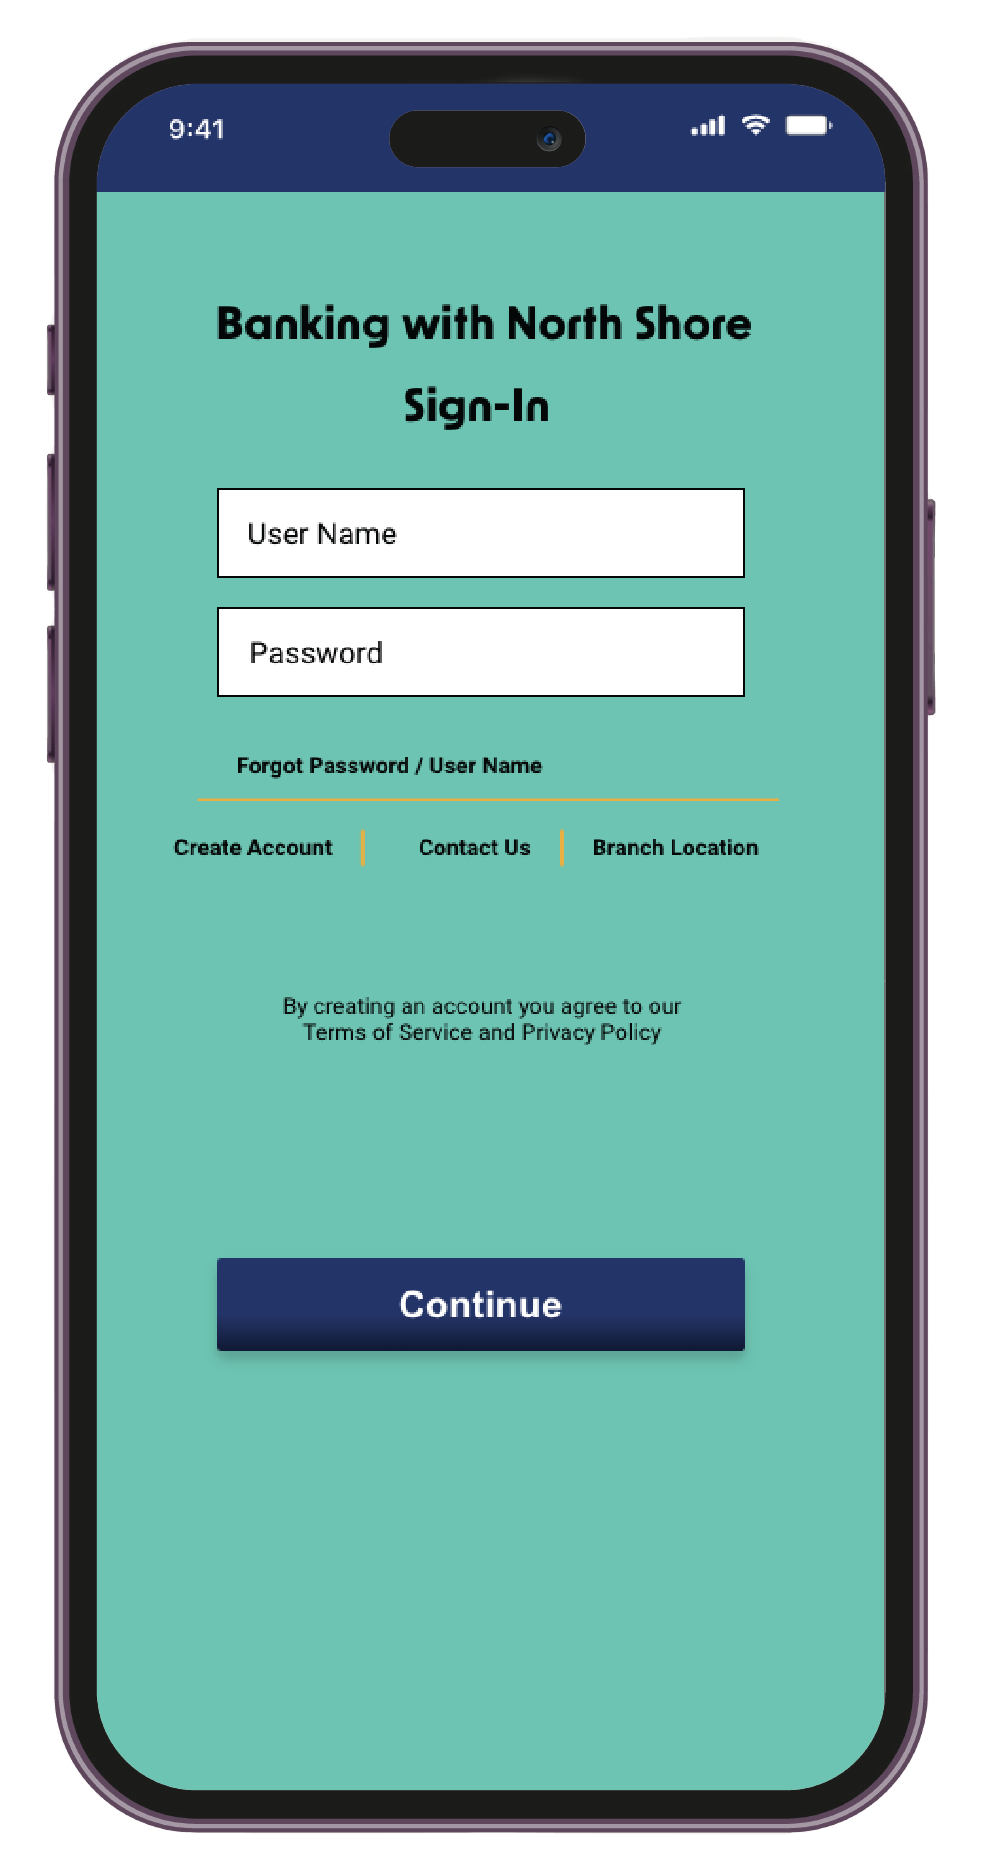 9:41
Banking with North Shore
Sign-In
User Name
Password
Forgot Password / User Name
Create Account Contact Us Branch Location
By creating an account you agree to our
Terms of Service and Privacy Policy
Continue